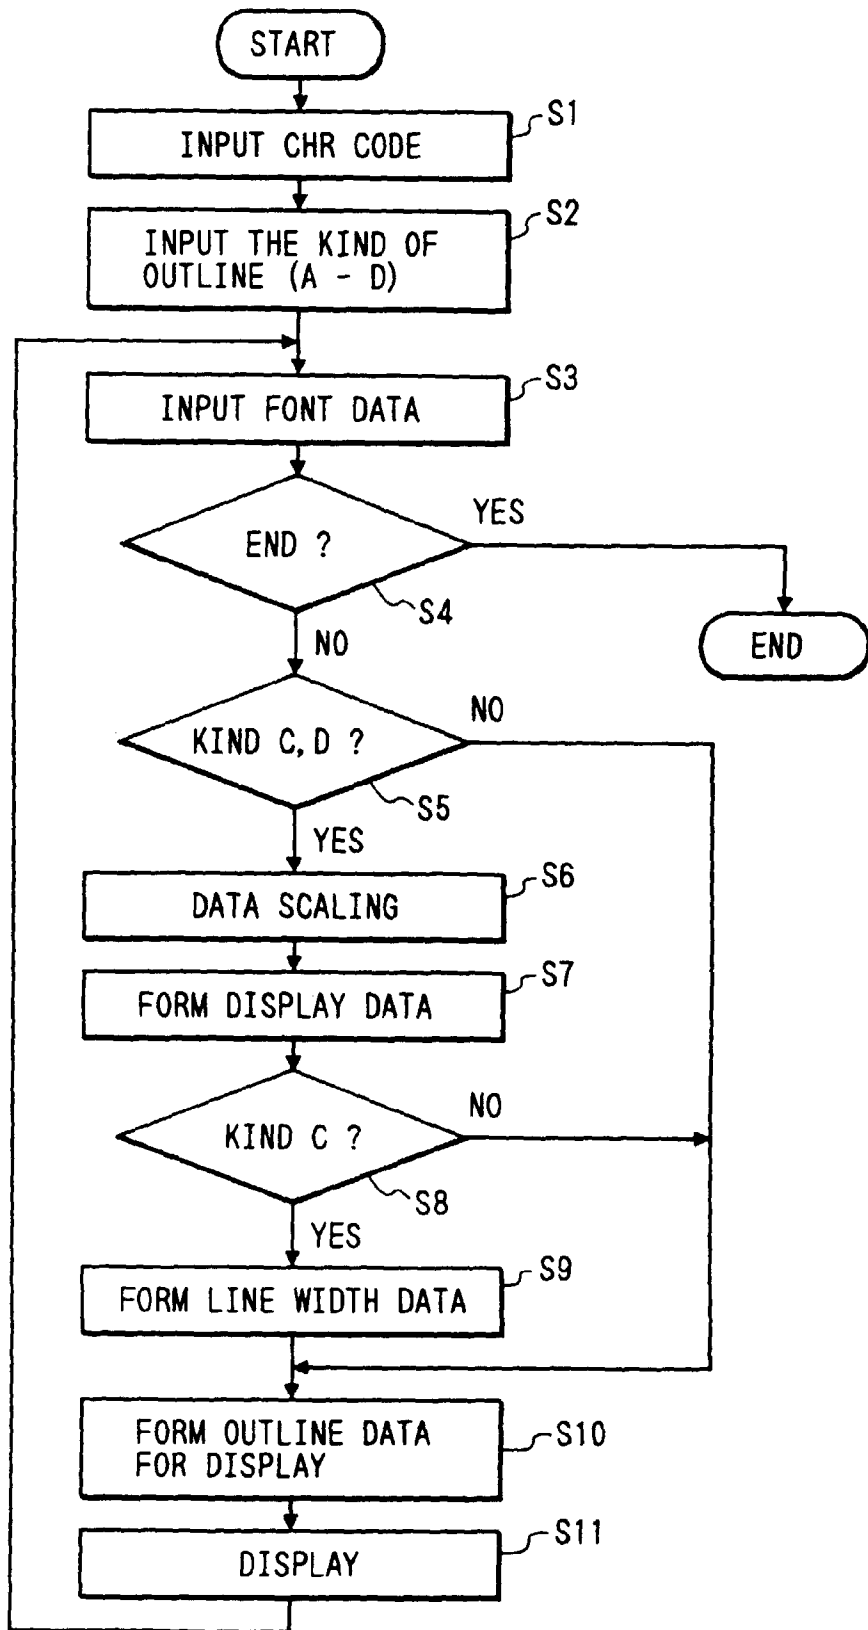 START
INPUT CHR CODE
S1
INPUT THE KIND OF
OUTLINE (A - D)
S2
INPUT FONT DATA
S3
END ?
YES
S4
NO
END
KIND C, D ?
NO
S5
YES
DATA SCALING
S6
FORM DISPLAY DATA
S7
KIND C ?
NO
S8
YES
FORM LINE WIDTH DATA
S9
FORM OUTLINE DATA
FOR DISPLAY
S10
DISPLAY
S11